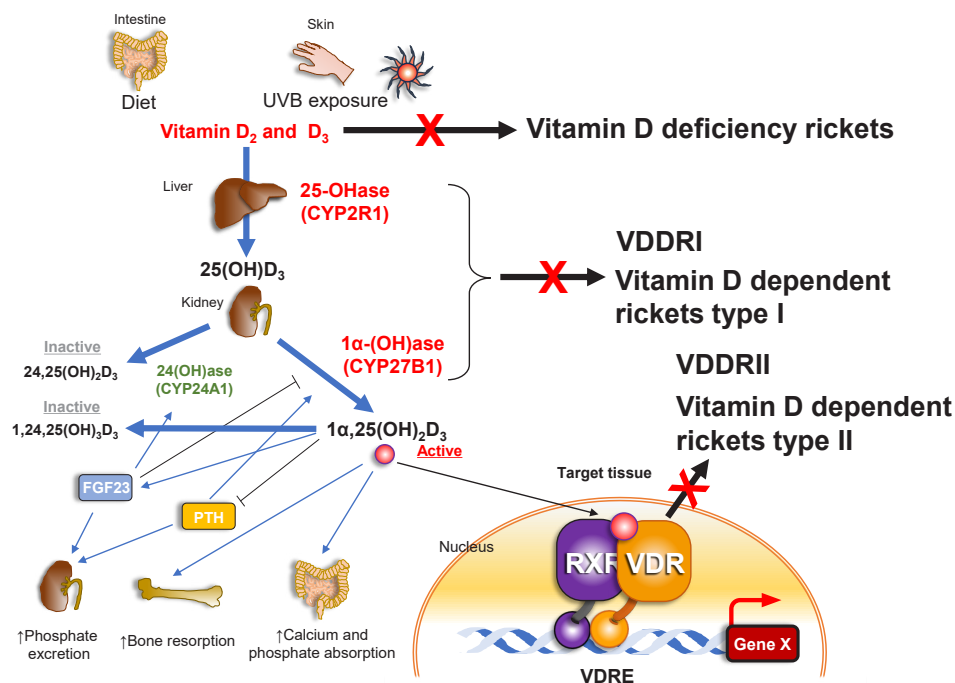 Intestine
Skin
Diet
UVB exposure
Vitamin D₂ and D₃
Vitamin D deficiency rickets
Liver
25-OHase
(CYP2R1)
VDDRI
Vitamin D dependent
rickets type I
25(OH)D₃
Kidney
1α-(OH)ase
(CYP27B1)
Inactive
24,25(OH)₂D₃
24(OH)ase
(CYP24A1)
VDDRII
Vitamin D dependent
rickets type II
Inactive
1,24,25(OH)₃D₃
1α,25(OH)₂D₃
Active
Target tissue
FGF23
PTH
Nucleus
RXR
VDR
↑Phosphate
excretion
↑Bone resorption
↑Calcium and
phosphate absorption
Gene X
VDRE